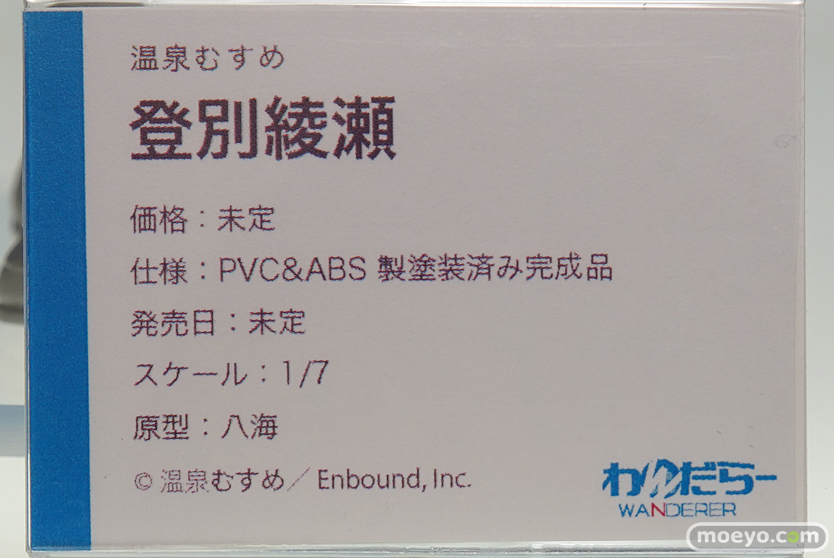 温泉むすめ
登別綾瀬
価格：未定
仕様：PVC&ABS 製塗装済み完成品
発売日：未定
スケール：1/7
原型：八海
© 温泉むすめ／ Enbound, Inc.
わんだらー
WANDERER
moeyo.com